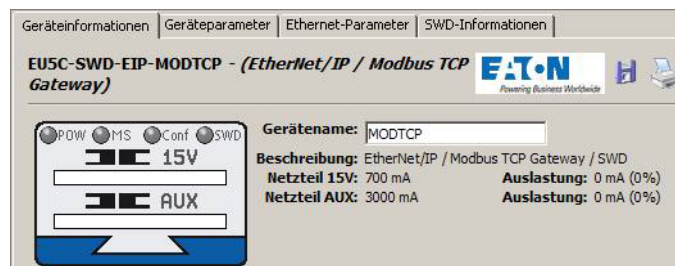 Geräteinformationen Geräteparameter Ethernet-Parameter SWD-Informationen
EU5C-SWD-EIP-MODTCP - (EtherNet/IP / Modbus TCP
Gateway)
EATON
Powering Business Worldwide
POW MS Conf SWD
15V
AUX
Gerätename: MODTCP
Beschreibung: EtherNet/IP / Modbus TCP Gateway / SWD
Netzteil 15V: 700 mA Auslastung: 0 mA (0%)
Netzteil AUX: 3000 mA Auslastung: 0 mA (0%)